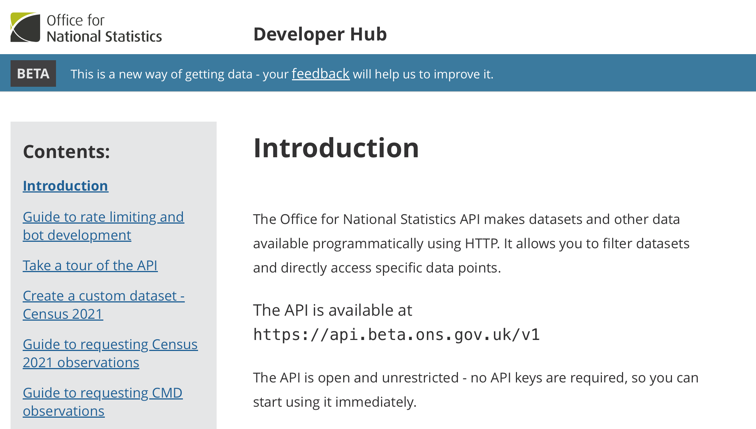 Office for
National Statistics
Developer Hub
BETA This is a new way of getting data - your feedback will help us to improve it.
Contents:
Introduction
Guide to rate limiting and
bot development
Take a tour of the API
Create a custom dataset -
Census 2021
Guide to requesting Census
2021 observations
Guide to requesting CMD
observations
Introduction
The Office for National Statistics API makes datasets and other data
available programmatically using HTTP. It allows you to filter datasets
and directly access specific data points.
The API is available at
https://api.beta.ons.gov.uk/v1
The API is open and unrestricted - no API keys are required, so you can
start using it immediately.